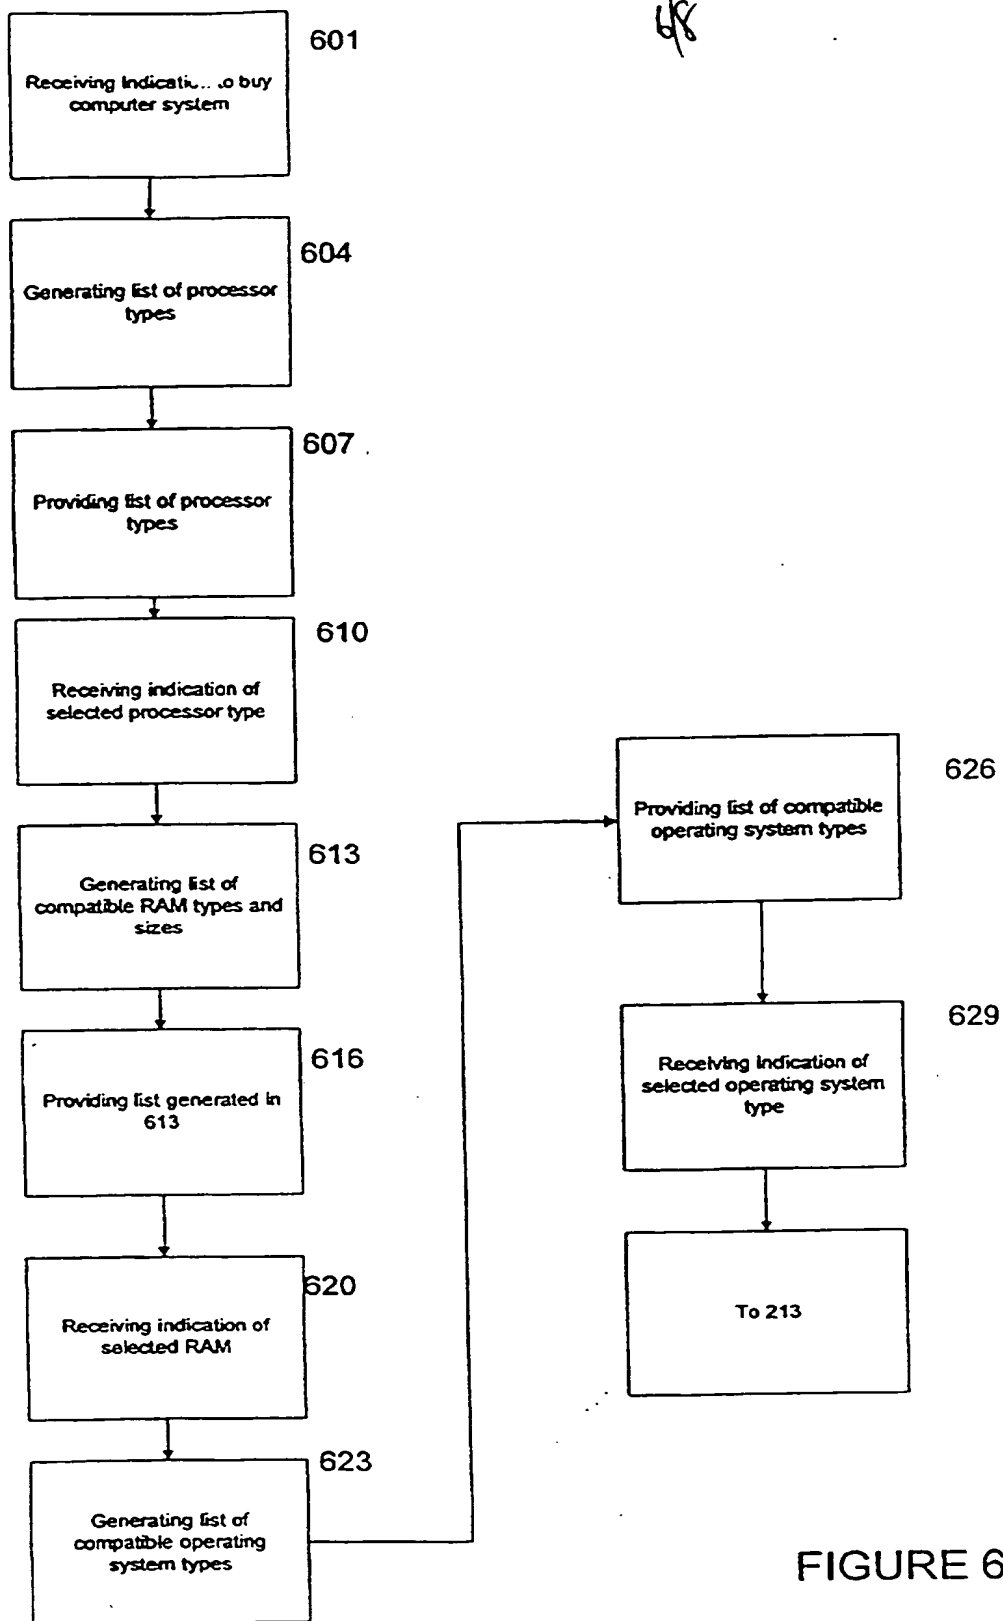 6/8
601
Receiving Indicati... .o buy
computer system
604
Generating list of processor
types
607
Providing list of processor
types
610
Receiving indication of
selected processor type
613
Generating list of
compatible RAM types and
sizes
616
Providing list generated in
613
620
Receiving indication of
selected RAM
623
Generating list of
compatible operating
system types
626
Providing list of compatible
operating system types
629
Receiving Indication of
selected operating system
type
To 213
FIGURE 6